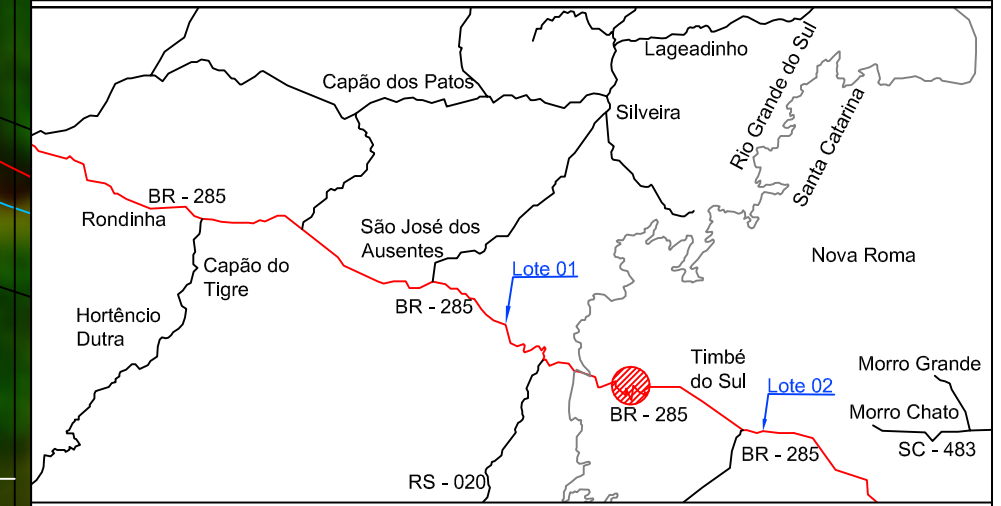 Lageadinho
Capão dos Patos
Silveira
Rio Grande do Sul
Santa Catarina
BR - 285
Rondinha
São José dos
Ausentes
Nova Roma
Capão do
Tigre
Lote 01
BR - 285
Hortêncio
Dutra
Timbé
do Sul
Morro Grande
Lote 02
BR - 285
Morro Chato
SC - 483
BR - 285
RS - 020